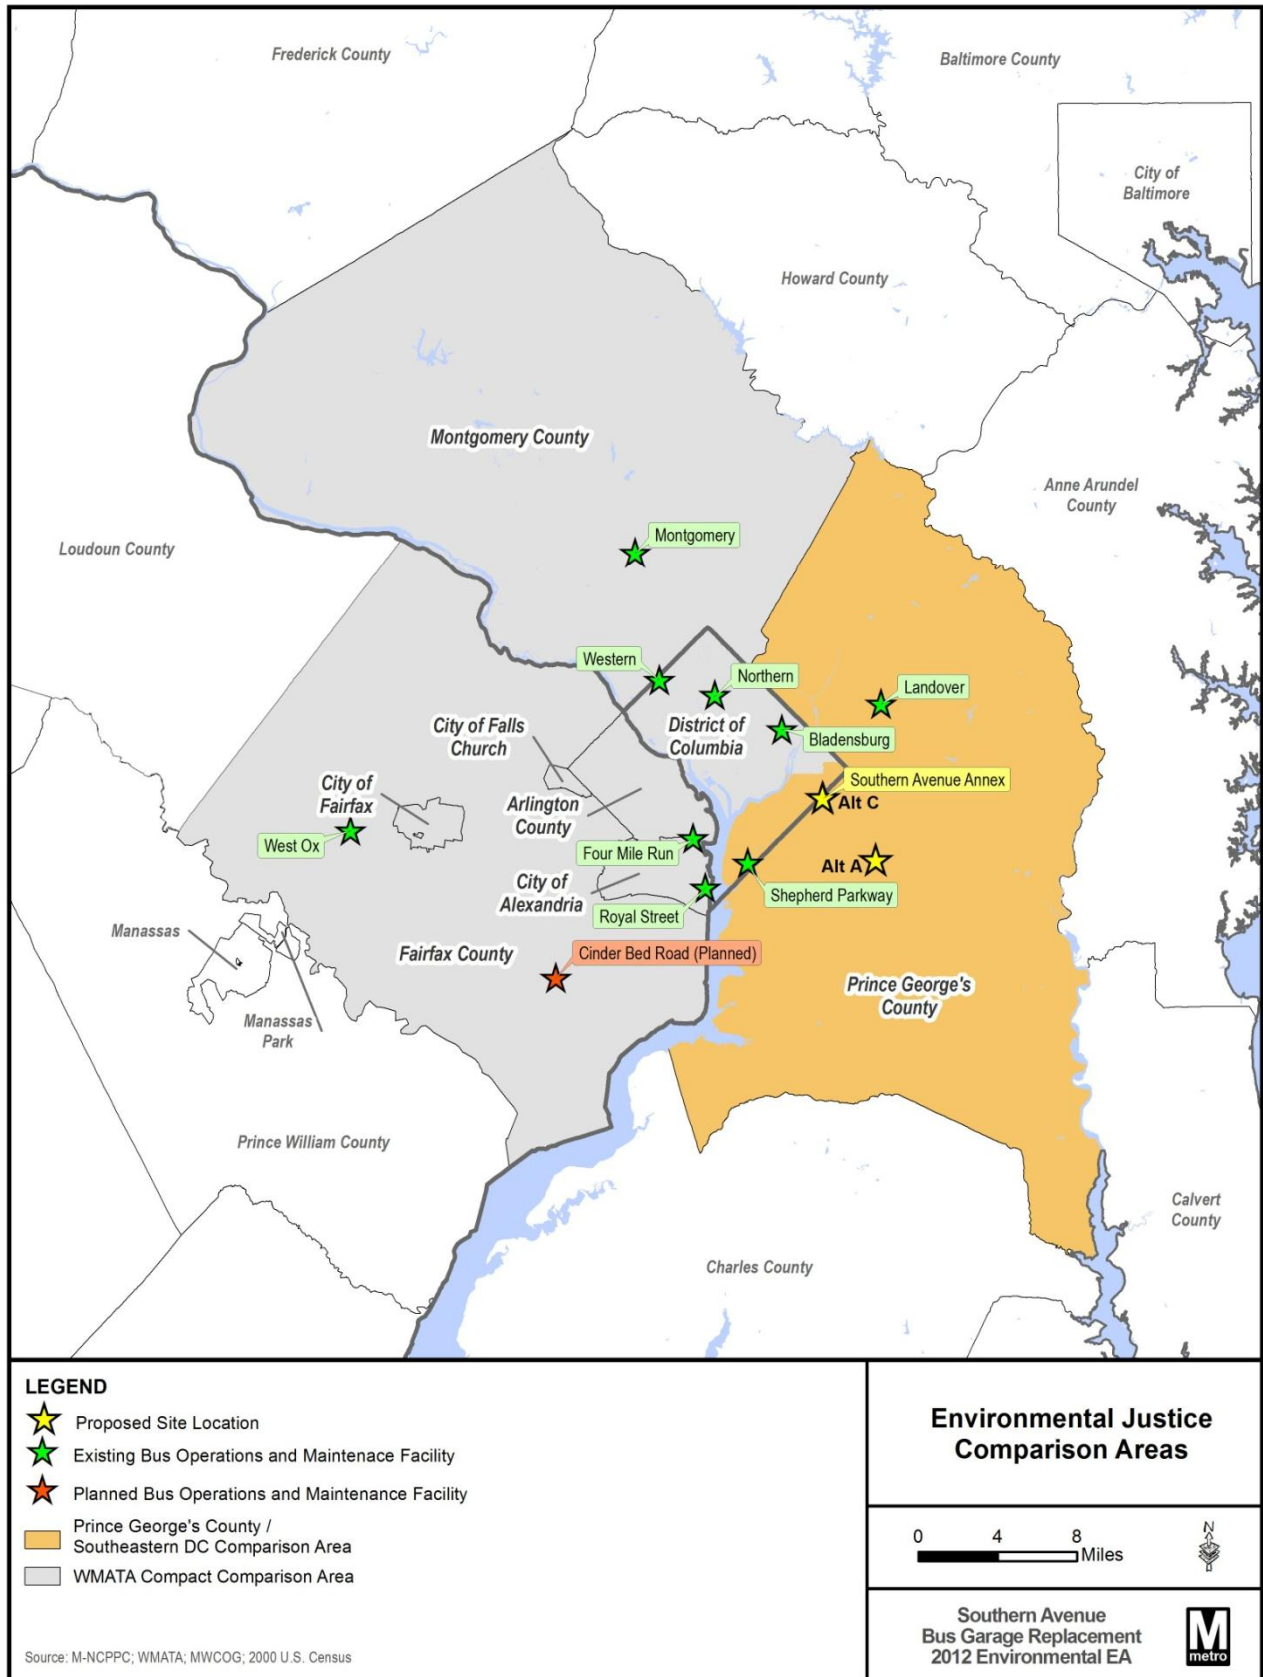 Frederick County
Baltimore County
City of
Baltimore
Howard County
Montgomery County
Anne Arundel
County
Loudoun County
Montgomery
Western
Northern
Landover
City of Falls
Church
District of
Columbia
Bladensburg
City of
Fairfax
Southern Avenue Annex
Arlington
County
Alt C
West Ox
Four Mile Run
Alt A
City of
Alexandria
Shepherd Parkway
Royal Street
Manassas
Fairfax County
Cinder Bed Road (Planned)
Prince George's
County
Manassas
Park
Prince William County
Calvert
County
Charles County
LEGEND
Proposed Site Location
Existing Bus Operations and Maintenace Facility
Planned Bus Operations and Maintenance Facility
Prince George's County /
Southeastern DC Comparison Area
WMATA Compact Comparison Area
Source: M-NCPPC; WMATA; MWCOG; 2000 U.S. Census
Environmental Justice
Comparison Areas
0 4 8
Miles
N
Southern Avenue
Bus Garage Replacement
2012 Environmental EA
M
metro